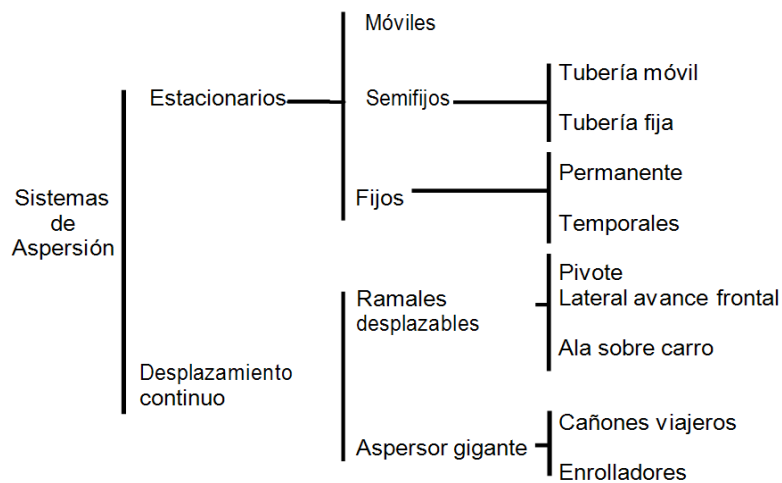 Sistemas
de
Aspersión
Estacionarios
Móviles
Semifijos
Tubería móvil
Tubería fija
Fijos
Permanente
Temporales
Desplazamiento
continuo
Ramales
desplazables
Pivote
Lateral avance frontal
Ala sobre carro
Aspersor gigante
Cañones viajeros
Enrolladores